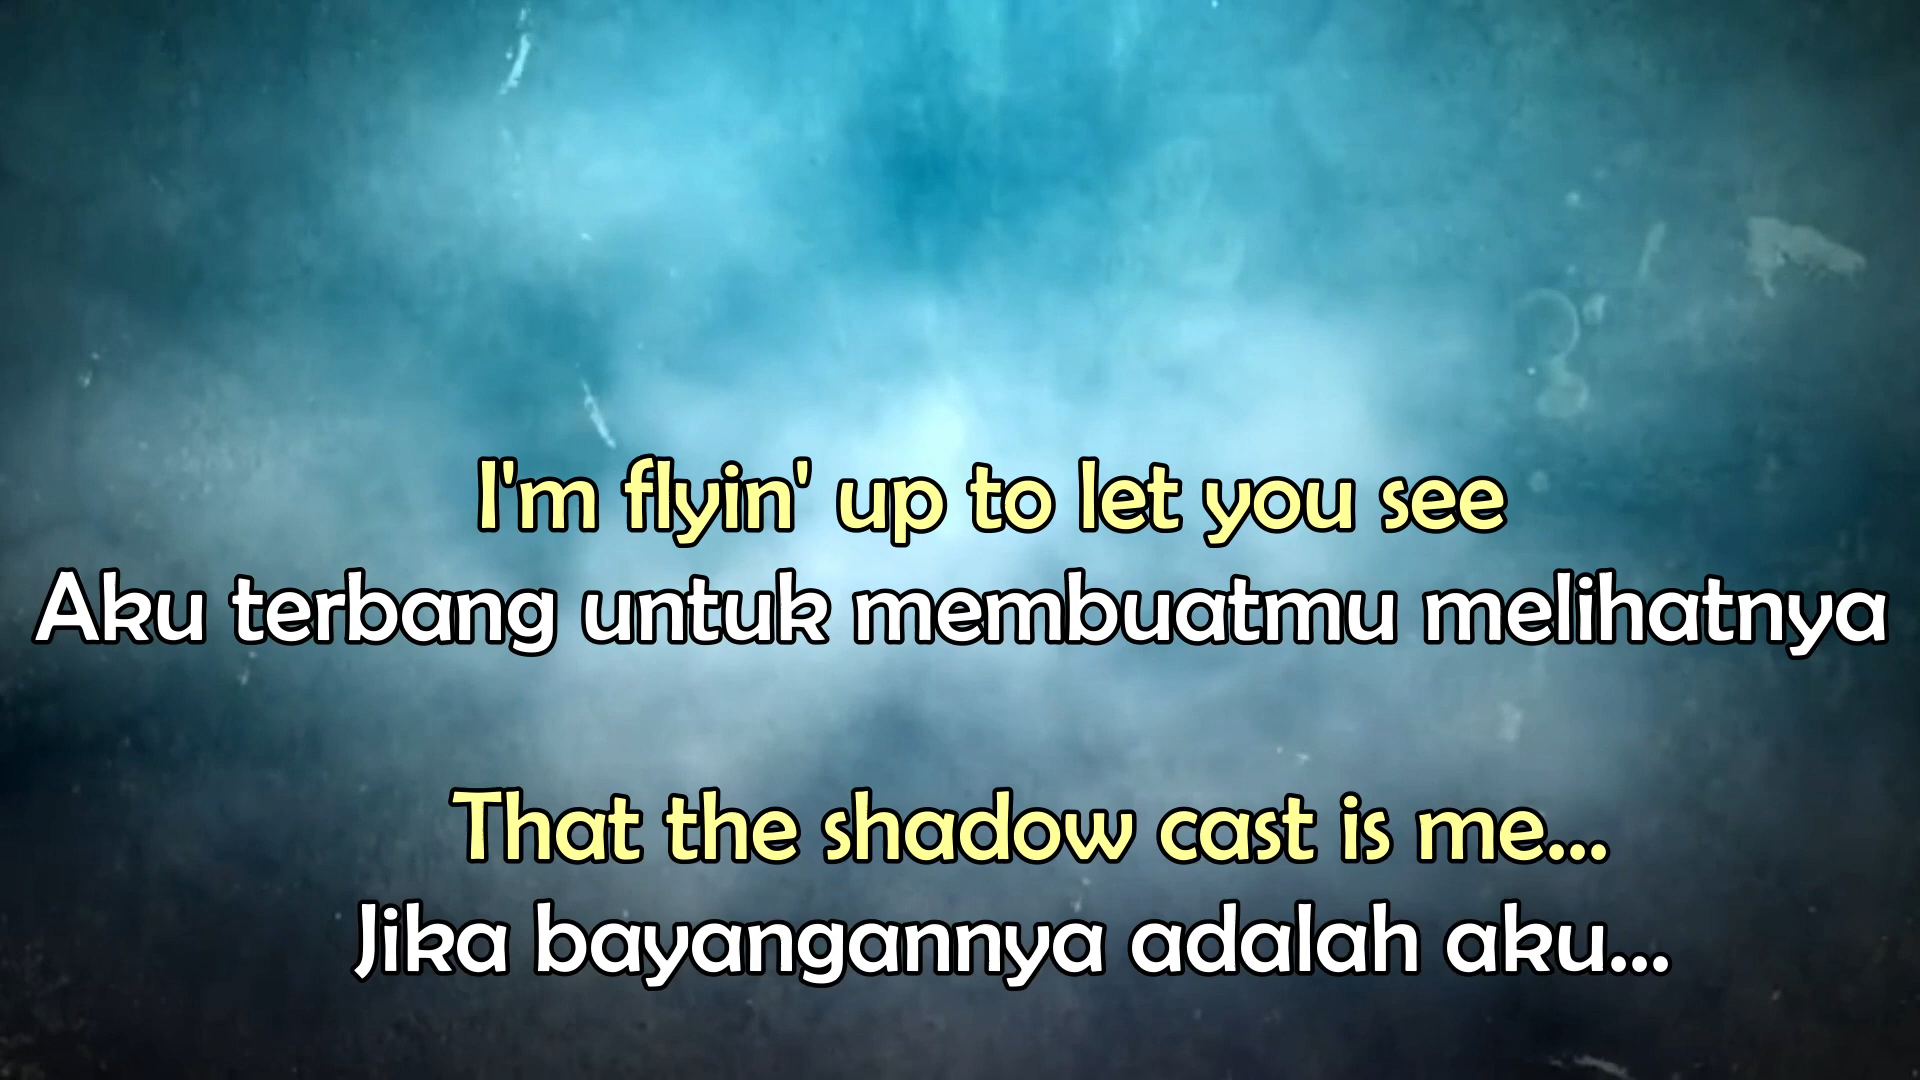 I'm flyin' up to let you see
Aku terbang untuk membuatmu melihatnya
That the shadow cast is me...
Jika bayangannya adalah aku...